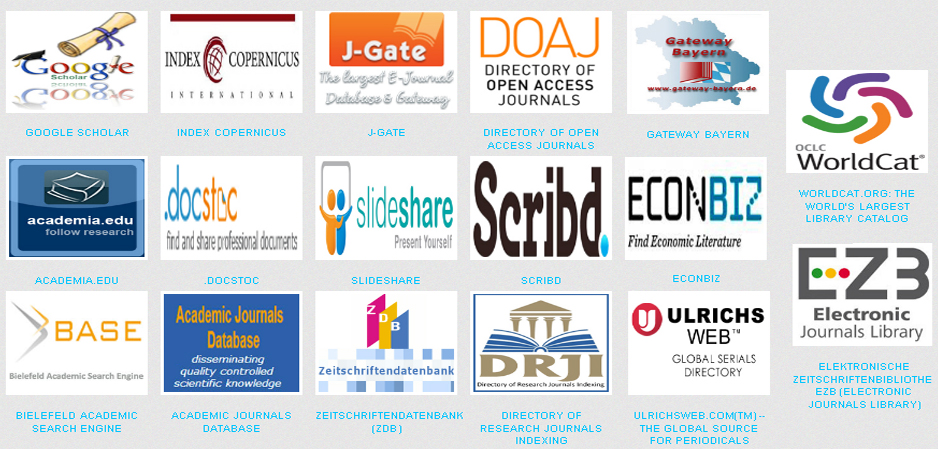 Google
Scholar
GOOGLE SCHOLAR
INDEX COPERNICUS
INTERNATIONAL
INDEX COPERNICUS
J-Gate
The largest E-Journal
Database & Gateway
J-GATE
DOAJ
DIRECTORY OF
OPEN ACCESS
JOURNALS
DIRECTORY OF OPEN
ACCESS JOURNALS
Gateway
Bayern
www.gateway-bayern.de
GATEWAY BAYERN
OCLC
WorldCat®
WORLDCAT.ORG: THE
WORLD'S LARGEST
LIBRARY CATALOG
academia.edu
follow research
ACADEMIA.EDU
.docstoc
find and share professional documents
.DOCSTOC
slideshare
Present Yourself
SLIDESHARE
Scribd.
SCRIBD
ECONBIZ
Find Economic Literature
ECONBIZ
EZB
Electronic
Journals Library
ELEKTRONISCHE
ZEITSCHRIFTENBIBLIOTHE
EZB (ELECTRONIC
JOURNALS LIBRARY)
BASE
Bielefeld Academic Search Engine
BIELEFELD ACADEMIC
SEARCH ENGINE
Academic Journals
Database
disseminating
quality controlled
scientific knowledge
ACADEMIC JOURNALS
DATABASE
ZDB
Zeitschriftendatenbank
ZEITSCHRIFTENDATENBANK
(ZDB)
DRJI
Directory of Research Journals Indexing
DIRECTORY OF
RESEARCH JOURNALS
INDEXING
ULRICHS
WEB™
GLOBAL SERIALS
DIRECTORY
ULRICHSWEB.COM(TM)--
THE GLOBAL SOURCE
FOR PERIODICALS